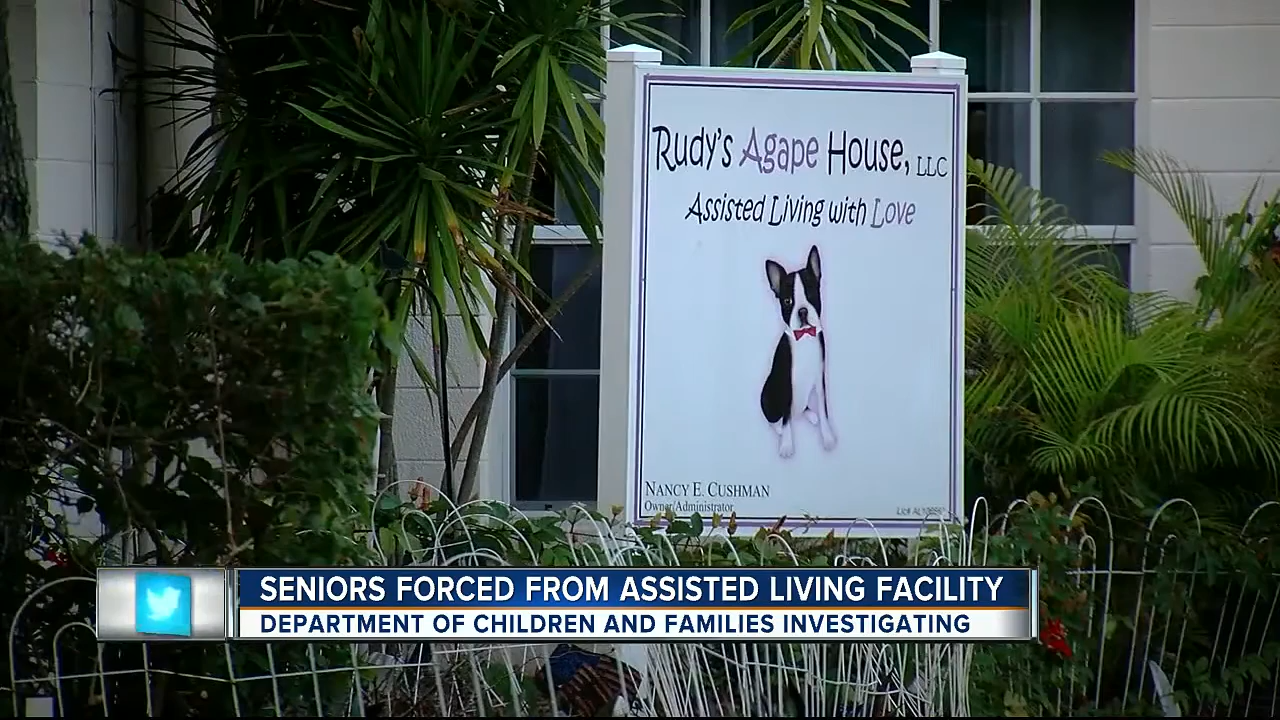 Rudy's Agape House, LLC
Assisted Living with Love
NANCY E. CUSHMAN
Owner/Administrator
SENIORS FORCED FROM ASSISTED LIVING FACILITY
DEPARTMENT OF CHILDREN AND FAMILIES INVESTIGATING